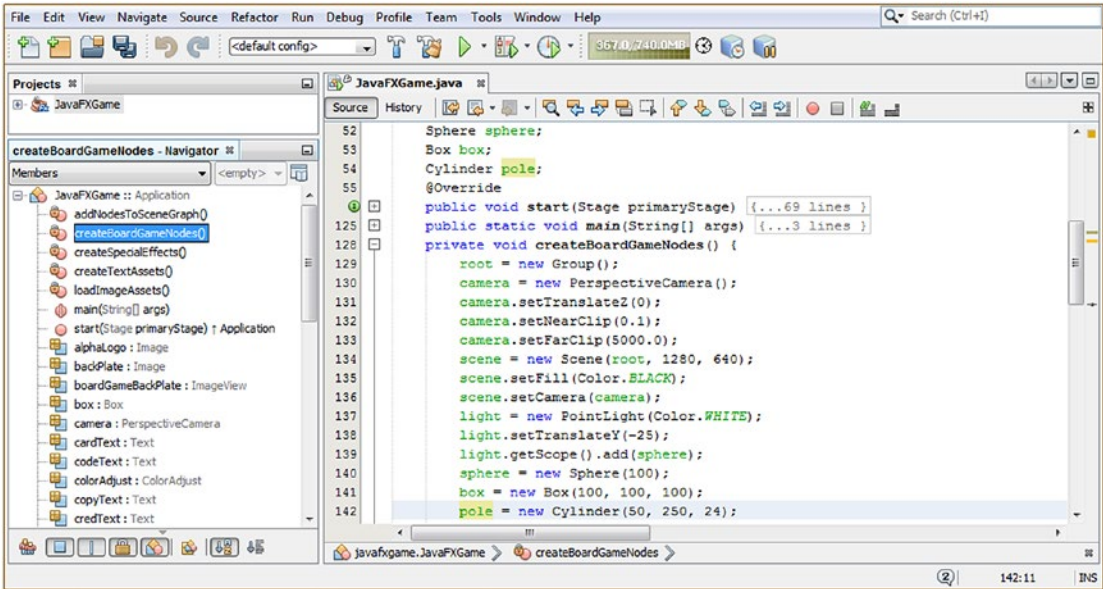 File Edit View Navigate Source Refactor Run Debug Profile Team Tools Window Help
Search (Ctrl+I)
<default config>
367.0/740.0MB
Projects
JavaFXGame
createBoardGameNodes - Navigator
Members
<empty>
JavaFXGame :: Application
addNodesToSceneGraph()
createBoardGameNodes()
createSpecialEffects()
createTextAssets()
loadImageAssets()
main(String[] args)
start(Stage primaryStage) ↑ Application
alphaLogo : Image
backPlate : Image
boardGameBackPlate : ImageView
box : Box
camera : PerspectiveCamera
cardText : Text
codeText : Text
colorAdjust : ColorAdjust
copyText : Text
credText : Text
JavaFXGame.java
Source History
52 Sphere sphere;
53 Box box;
54 Cylinder pole;
55 @Override
public void start(Stage primaryStage) {...69 lines }
125 public static void main(String[] args) {...3 lines }
128 private void createBoardGameNodes() {
129 root = new Group();
130 camera = new PerspectiveCamera();
131 camera.setTranslateZ(0);
132 camera.setNearClip(0.1);
133 camera.setFarClip(5000.0);
134 scene = new Scene(root, 1280, 640);
135 scene.setFill(Color.BLACK);
136 scene.setCamera(camera);
137 light = new PointLight(Color.WHITE);
138 light.setTranslateY(-25);
139 light.getScope().add(sphere);
140 sphere = new Sphere(100);
141 box = new Box(100, 100, 100);
142 pole = new Cylinder(50, 250, 24);
javafxgame.JavaFXGame
createBoardGameNodes
2
142:11
INS